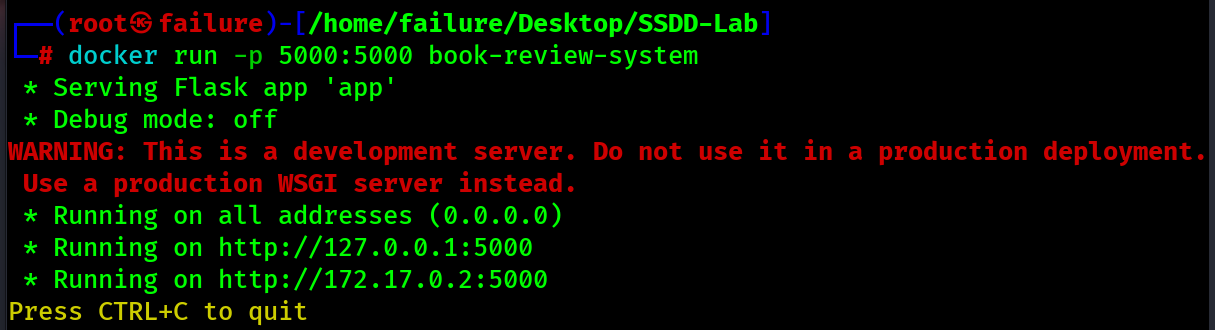 ┌──(root㉿failure)-[/home/failure/Desktop/SSDD-Lab]
└─# docker run -p 5000:5000 book-review-system
 * Serving Flask app 'app'
 * Debug mode: off
WARNING: This is a development server. Do not use it in a production deployment.
 Use a production WSGI server instead.
 * Running on all addresses (0.0.0.0)
 * Running on http://127.0.0.1:5000
 * Running on http://172.17.0.2:5000
Press CTRL+C to quit